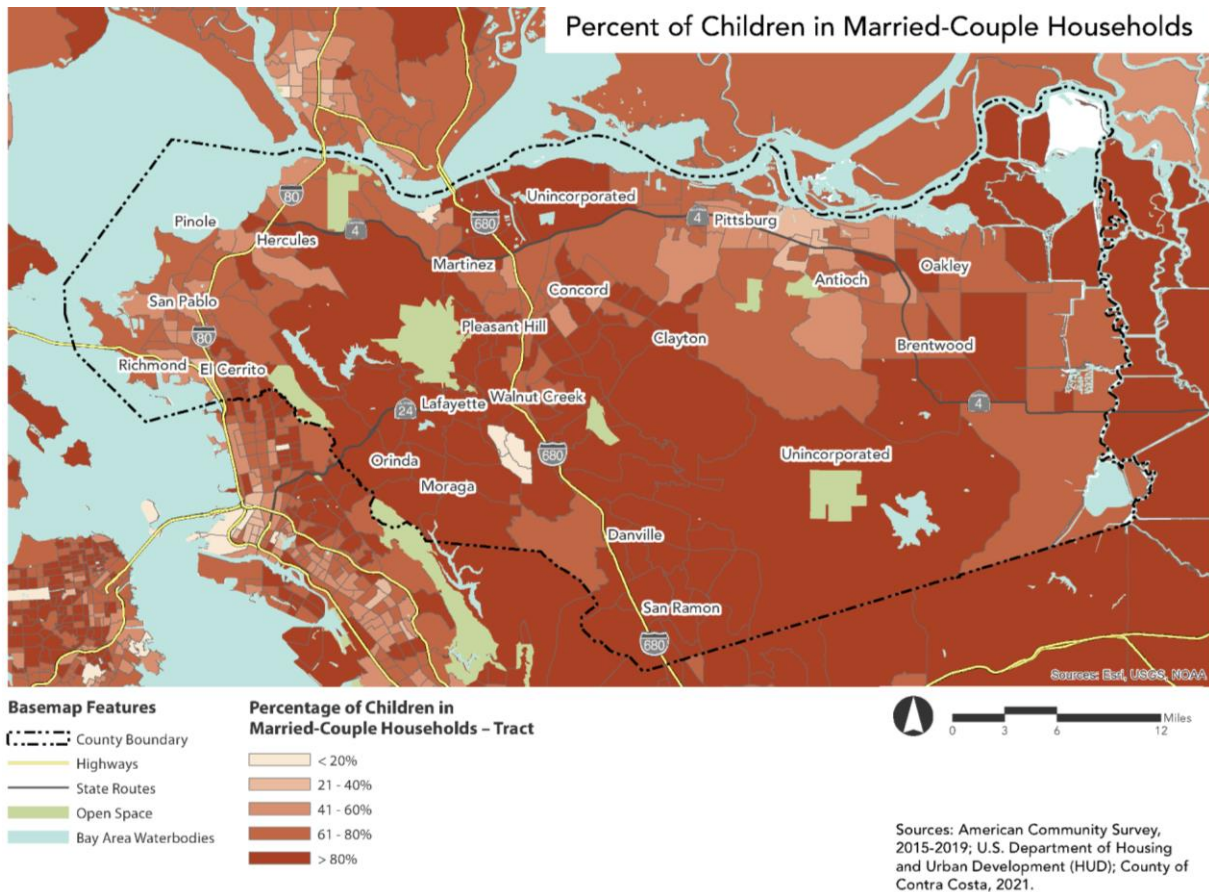 Percent of Children in Married-Couple Households
Unincorporated
80
Pinole
4
680
4
Pittsburg
Hercules
Martinez
Oakley
Antioch
San Pablo
Concord
80
Pleasant Hill
Clayton
Brentwood
Richmond
El Cerrito
24
Lafayette
Walnut Creek
4
Orinda
680
Unincorporated
Moraga
Danville
San Ramon
680
Sources: Esri, USGS, NOAA
Basemap Features
County Boundary
Highways
State Routes
Open Space
Bay Area Waterbodies
Percentage of Children in
Married-Couple Households – Tract
< 20%
21 - 40%
41 - 60%
61 - 80%
> 80%
Miles
0 3 6 12
Sources: American Community Survey,
2015-2019; U.S. Department of Housing
and Urban Development (HUD); County of
Contra Costa, 2021.